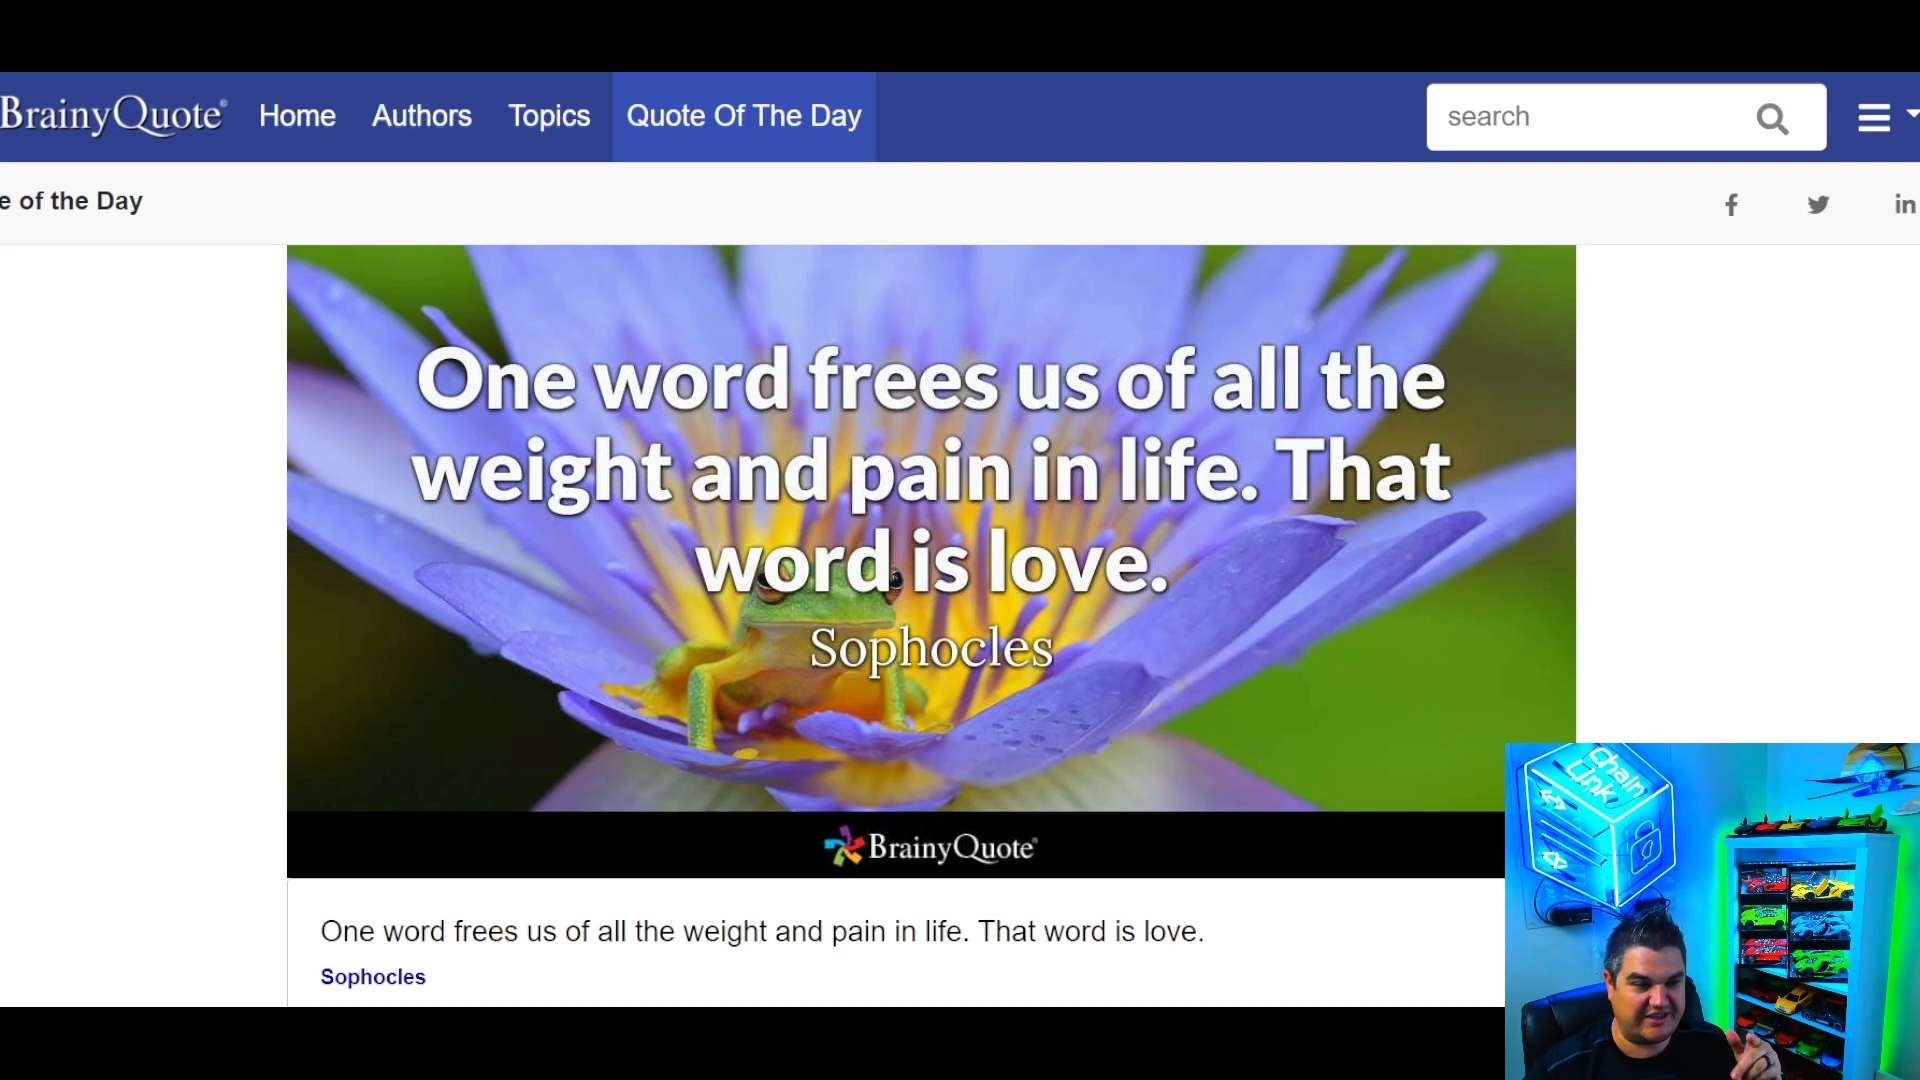 BrainyQuote®
Home
Authors
Topics
Quote Of The Day
search
e of the Day
One word frees us of all the
weight and pain in life. That
word is love.
Sophocles
BrainyQuote®
One word frees us of all the weight and pain in life. That word is love.
Sophocles
Chain
Link